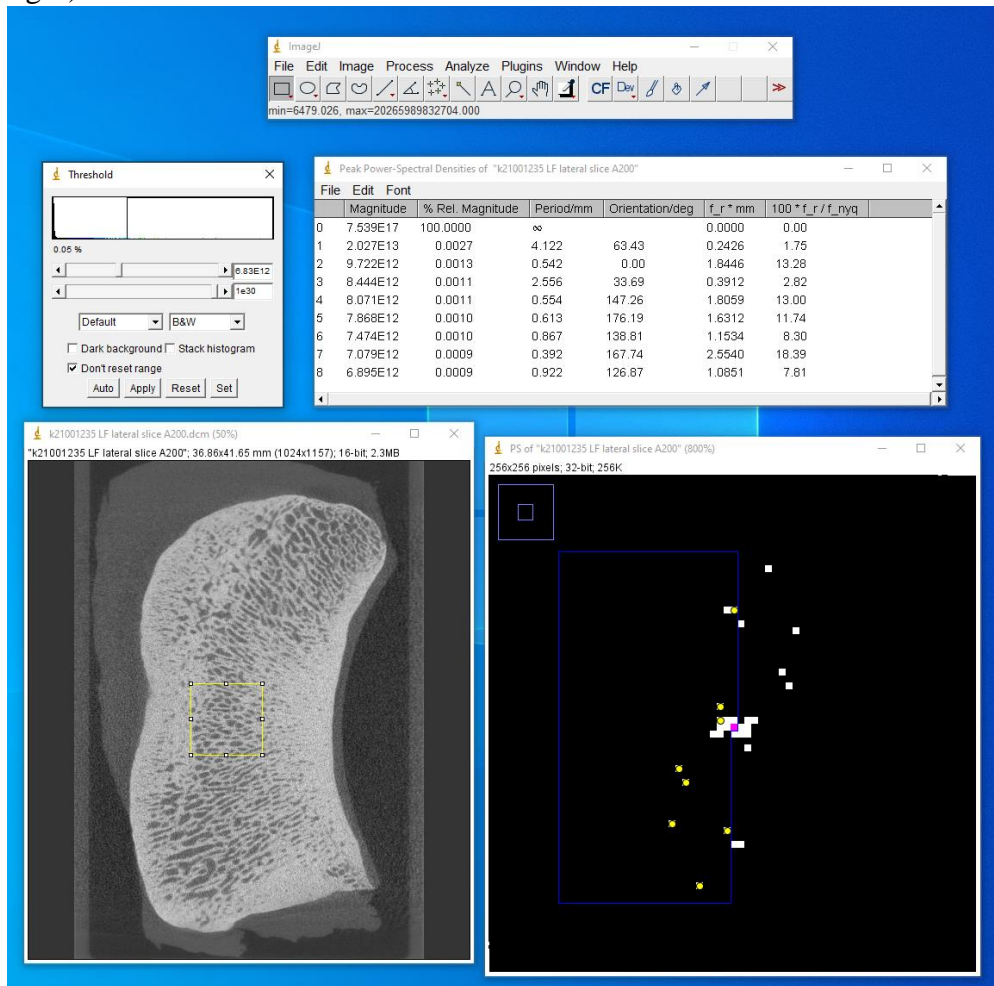 ImageJ
File Edit Image Process Analyze Plugins Window Help
A CF Dev >>
min=6479.026, max=20265989832704.000
Threshold
0.05 %
6.83E12
1e30
Default B&W
Dark background Stack histogram
Don't reset range
Auto Apply Reset Set
Peak Power-Spectral Densities of "k21001235 LF lateral slice A200"
File Edit Font
Magnitude % Rel. Magnitude Period/mm Orientation/deg f_r * mm 100 * f_r / f_nyq
0 7.539E17 100.0000 ∞ 0.0000 0.00
1 2.027E13 0.0027 4.122 63.43 0.2426 1.75
2 9.722E12 0.0013 0.542 0.00 1.8446 13.28
3 8.444E12 0.0011 2.556 33.69 0.3912 2.82
4 8.071E12 0.0011 0.554 147.26 1.8059 13.00
5 7.868E12 0.0010 0.613 176.19 1.6312 11.74
6 7.474E12 0.0010 0.867 138.81 1.1534 8.30
7 7.079E12 0.0009 0.392 167.74 2.5540 18.39
8 6.895E12 0.0009 0.922 126.87 1.0851 7.81
k21001235 LF lateral slice A200.dcm (50%)
"k21001235 LF lateral slice A200"; 36.86x41.65 mm (1024x1157); 16-bit; 2.3MB
PS of "k21001235 LF lateral slice A200" (800%)
256x256 pixels; 32-bit; 256K